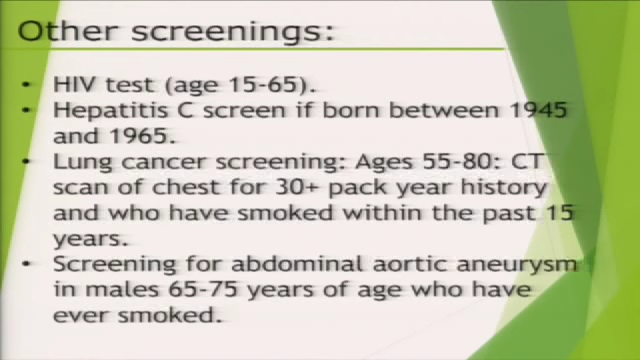 Other screenings:
• HIV test (age 15-65).
• Hepatitis C screen if born between 1945
and 1965.
• Lung cancer screening: Ages 55-80: CT
scan of chest for 30+ pack year history
and who have smoked within the past 15
years.
• Screening for abdominal aortic aneurysm
in males 65-75 years of age who have
ever smoked.